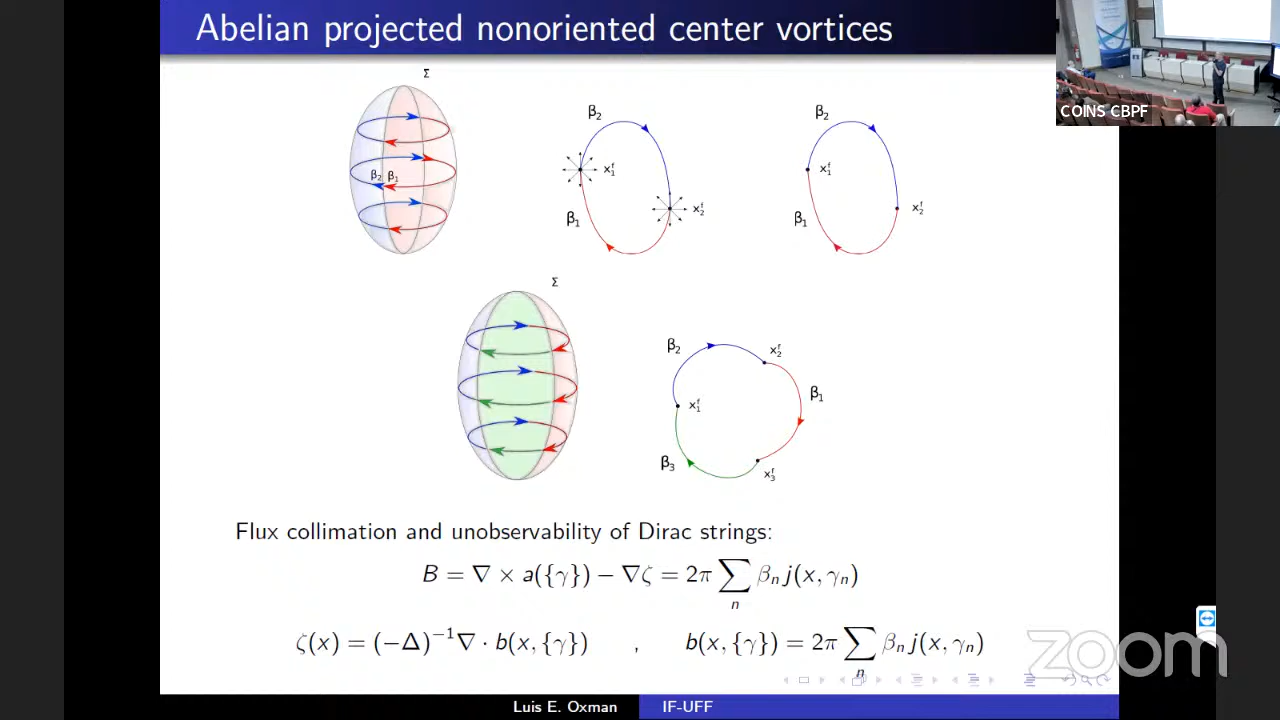 Abelian projected nonoriented center vortices
COINS CBPF
Σ
β₂ β₁
β₂
x₁ᶠ
x₂ᶠ
β₁
β₂
x₁ᶠ
x₂ᶠ
β₁
Σ
β₂
x₂ᶠ
β₁
x₁ᶠ
β₃
x₃ᶠ
Flux collimation and unobservability of Dirac strings:
B = ∇ × a({γ}) − ∇ζ = 2π ∑ₙ βₙ j(x, γₙ)
ζ(x) = (−Δ)⁻¹∇ · b(x, {γ}) , b(x, {γ}) = 2π ∑ₙ βₙ j(x, γₙ)
zoom
Luis E. Oxman IF-UFF